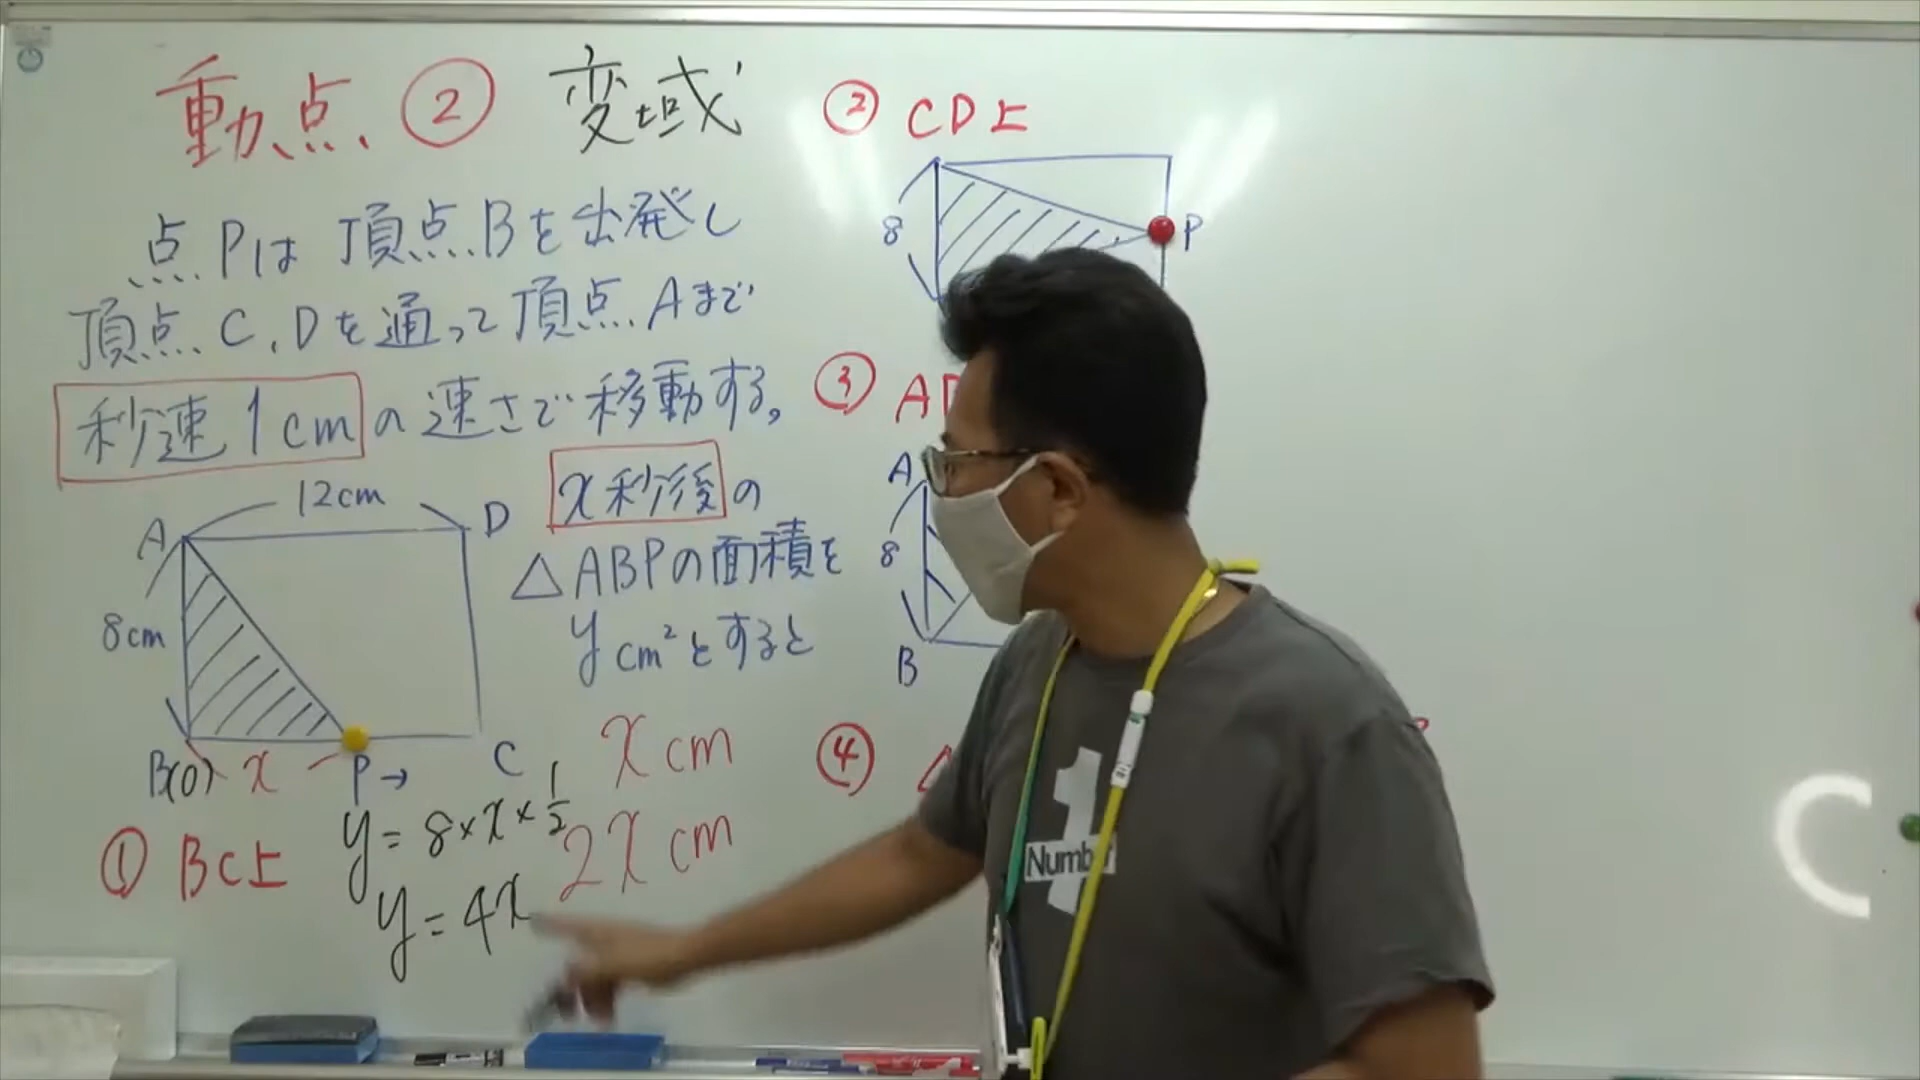 動点② 変域
点Pは頂点Bを出発し
頂点C,Dを通って頂点Aまで
秒速1cmの速さで移動する。
x秒後の
△ABPの面積を
y cm²とすると
12cm
A
D
8cm
B(0)
x
P→
C
x cm
2x cm
① BC上
y=8×x×1/2
y=4x
② CD上
8
P
③ AD
A
8
B
④
Number
1